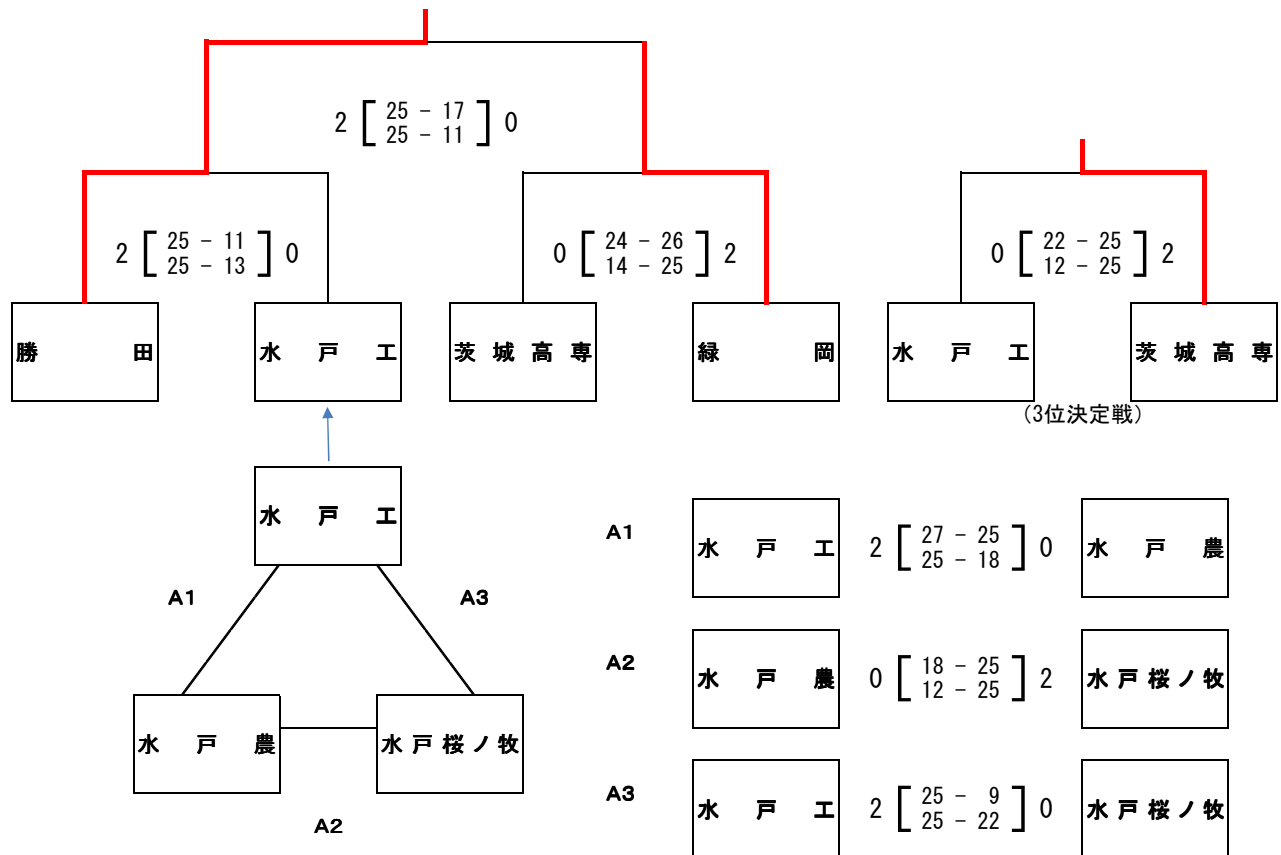 2 [ 25 - 17 ] 0
25 - 11
2 [ 25 - 11 ] 0
25 - 13
0 [ 24 - 26 ] 2
14 - 25
0 [ 22 - 25 ] 2
12 - 25
勝田
水戸工
茨城高専
緑岡
水戸工
茨城高専
(3位決定戦)
水戸工
A1
A3
水戸農
水戸桜ノ牧
A2
A1
水戸工 2 [ 27 - 25 ] 0 水戸農
25 - 18
A2
水戸農 0 [ 18 - 25 ] 2 水戸桜ノ牧
12 - 25
A3
水戸工 2 [ 25 - 9 ] 0 水戸桜ノ牧
25 - 22